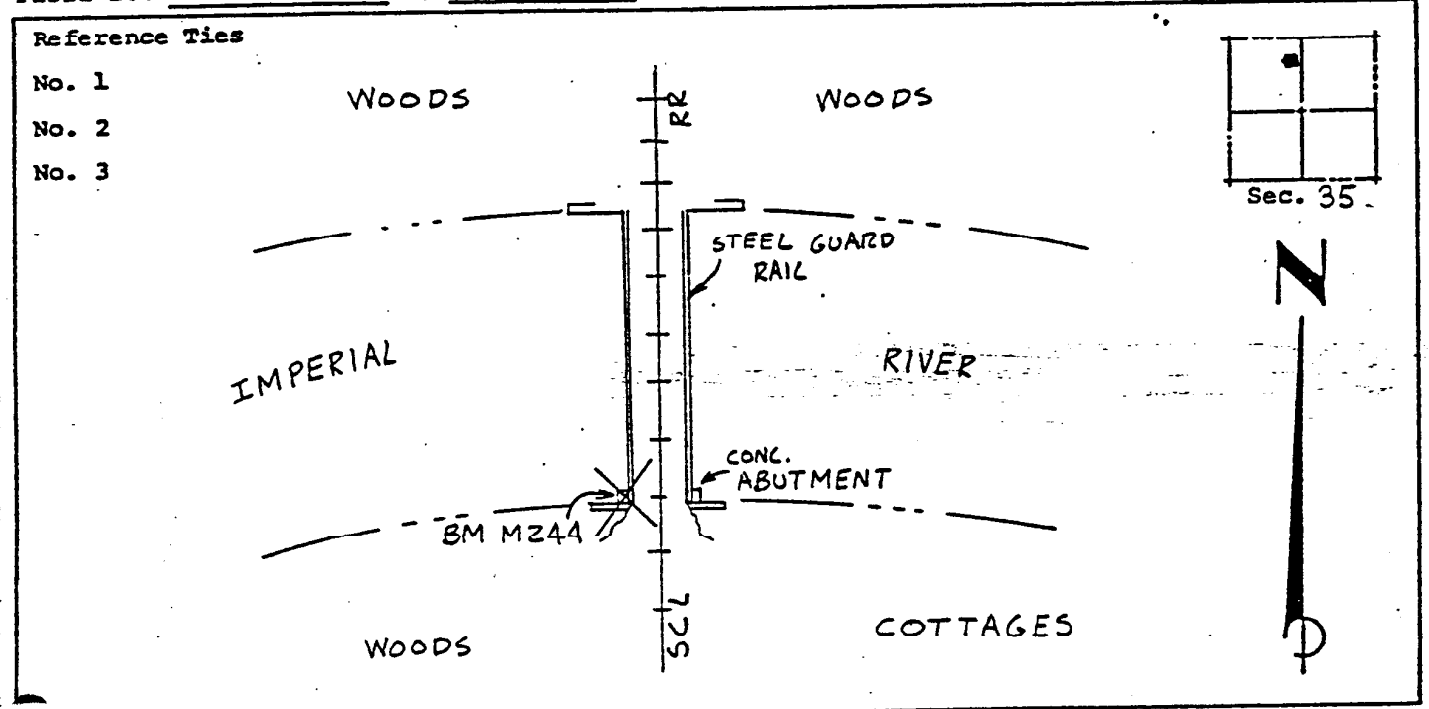 Reference Ties
No. 1
No. 2
No. 3
WOODS
RR
WOODS
Sec. 35
N
STEEL GUARD
RAIL
IMPERIAL
RIVER
CONC.
ABUTMENT
BM M244
WOODS
SCL
COTTAGES